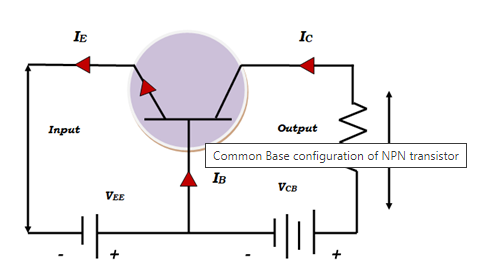 IE
IC
Input
Output
Common Base configuration of NPN transistor
IB
VEE
VCB
- +
- +